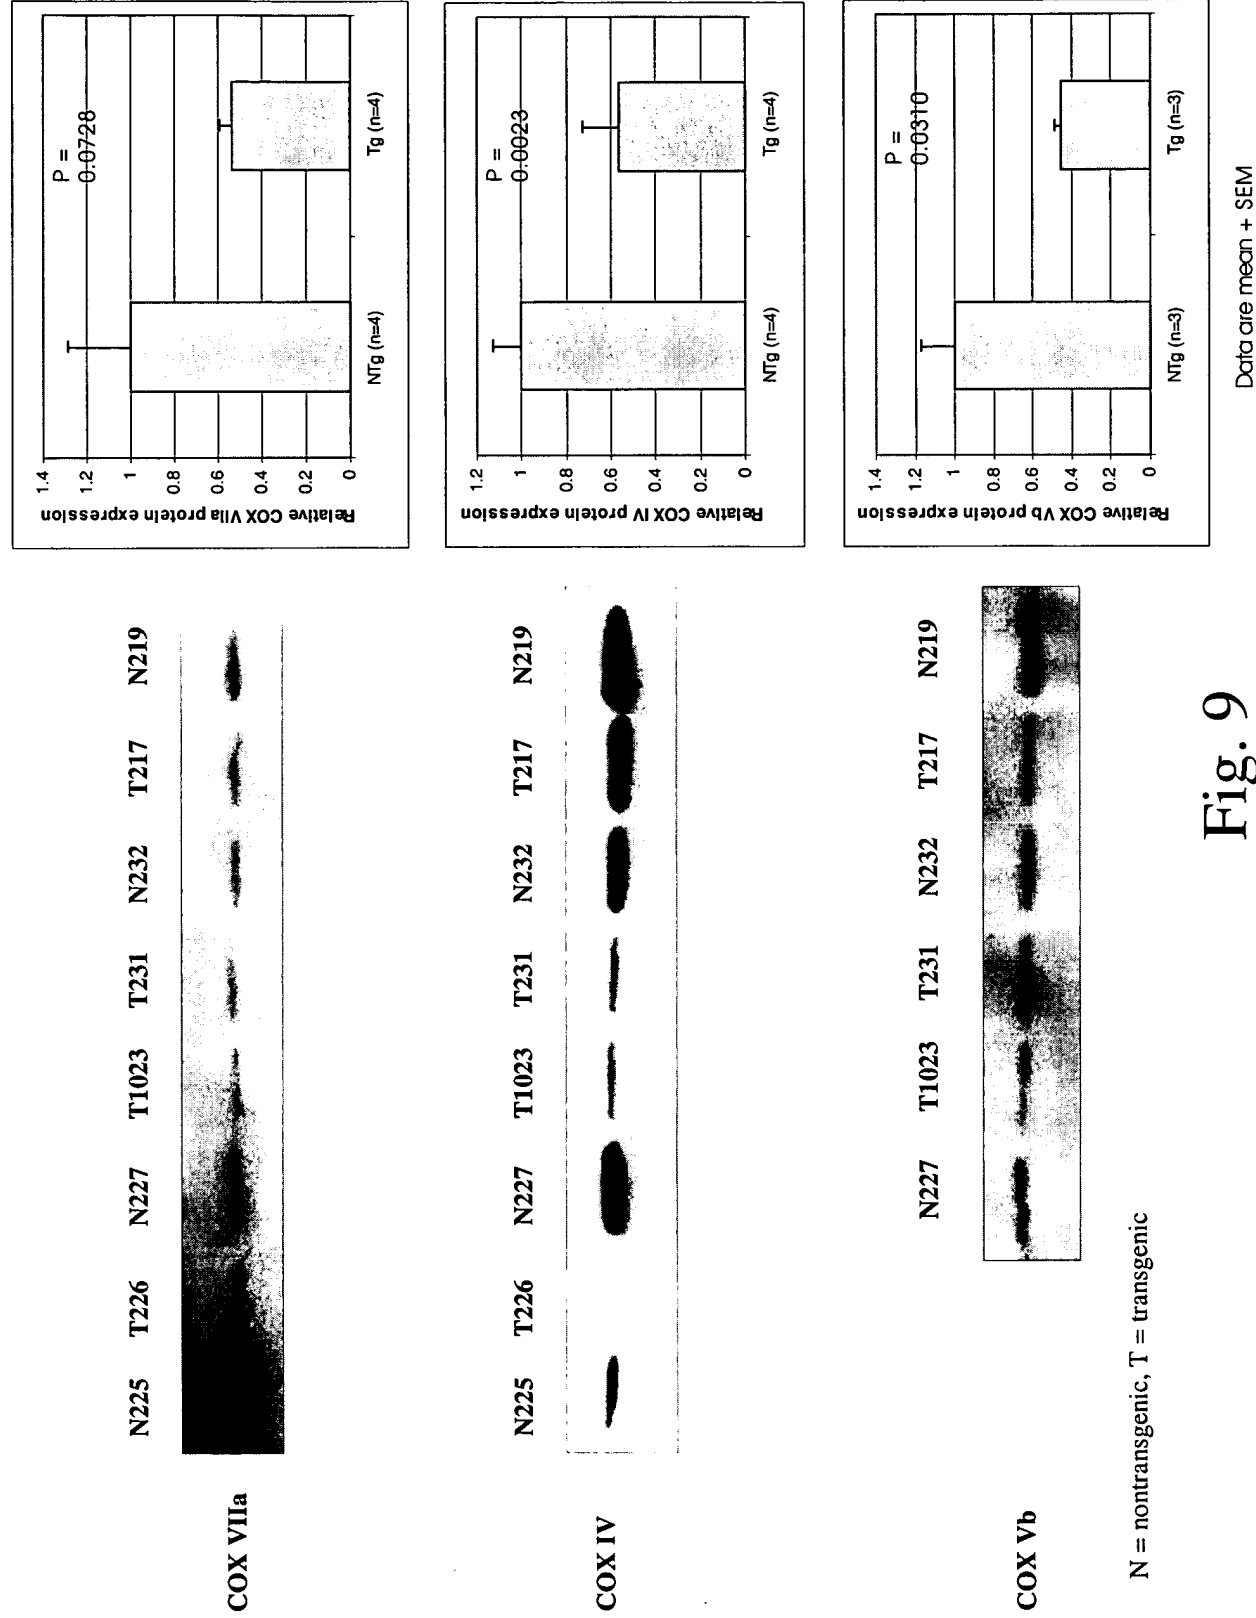 COX VIIa
N225 T226 N227 T1023 T231 N232 T217 N219
Relative COX VIIa protein expression
1.4
1.2
1
0.8
0.6
0.4
0.2
0
P =
0.0728
NTg (n=4)
Tg (n=4)
COX IV
N225 T226 N227 T1023 T231 N232 T217 N219
Relative COX IV protein expression
1.2
1
0.8
0.6
0.4
0.2
0
P =
0.0023
NTg (n=4)
Tg (n=4)
COX Vb
N227 T1023 T231 N232 T217 N219
Relative COX Vb protein expression
1.4
1.2
1
0.8
0.6
0.4
0.2
0
P =
0.0310
NTg (n=3)
Tg (n=3)
N = nontransgenic, T = transgenic
Data are mean + SEM
Fig. 9